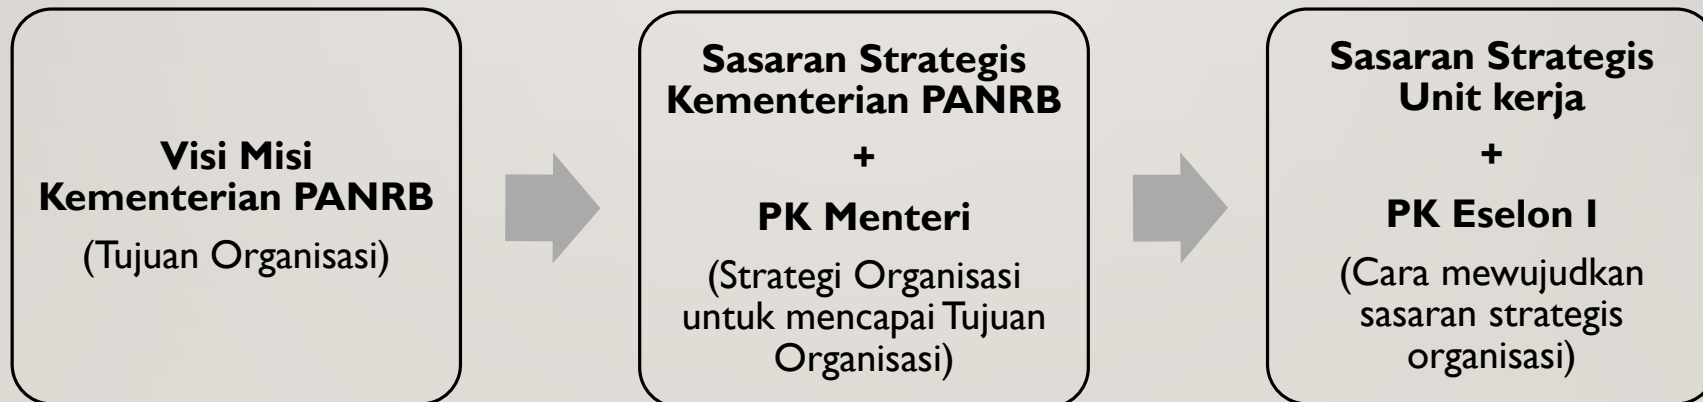 Visi Misi
Kementerian PANRB
(Tujuan Organisasi)
Sasaran Strategis
Kementerian PANRB
+
PK Menteri
(Strategi Organisasi
untuk mencapai Tujuan
Organisasi)
Sasaran Strategis
Unit kerja
+
PK Eselon I
(Cara mewujudkan
sasaran strategis
organisasi)